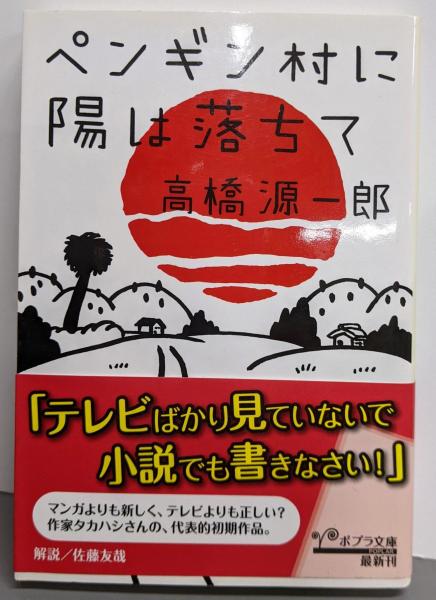 ペンギン村に
陽は落ちて
高橋源一郎
「テレビばかり見ていないで
小説でも書きなさい!」
マンガよりも新しく、テレビよりも正しい?
作家タカハシさんの、代表的初期作品。
解説/佐藤友哉
ポプラ文庫
POPLAR
最新刊